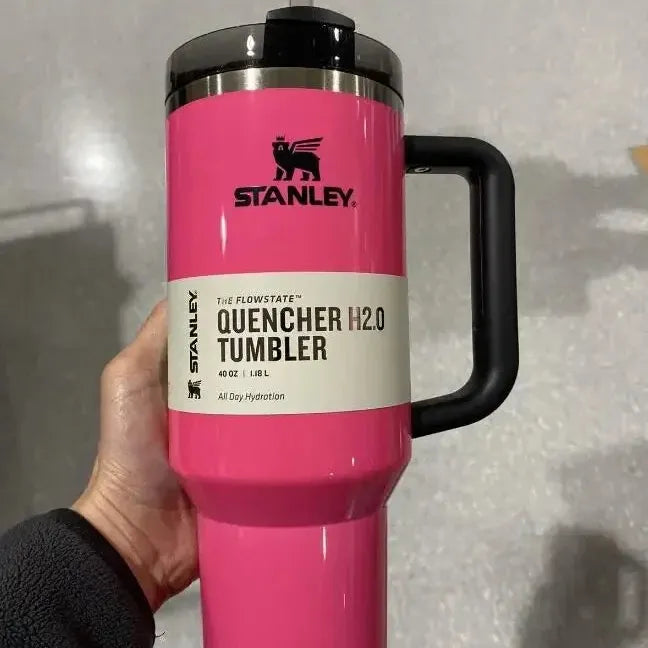 STANLEY®
STANLEY
THE FLOWSTATE™
QUENCHER H2.0
TUMBLER
40 OZ | 1.18 L
All Day Hydration